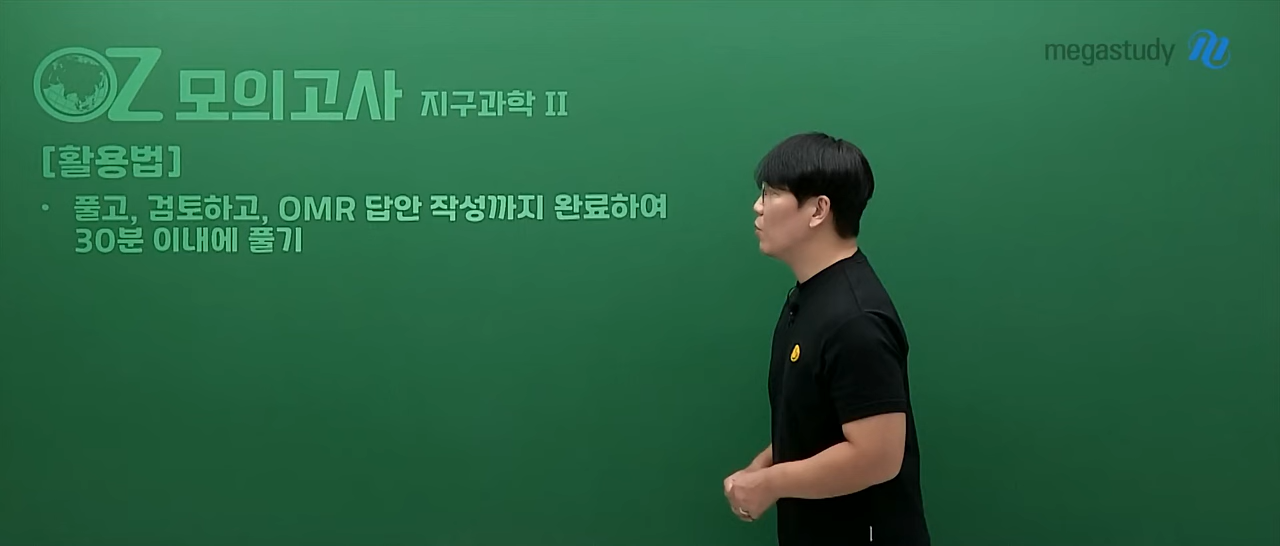 megastudy
OZ 모의고사 지구과학 II
[활용법]
• 풀고, 검토하고, OMR 답안 작성까지 완료하여
30분 이내에 풀기